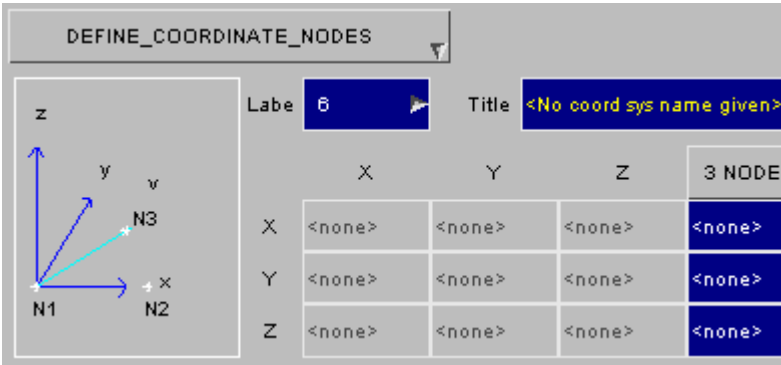 DEFINE_COORDINATE_NODES
Labe 6 Title <No coord sys name given>
z
y
v
N3
x
N1
N2
X Y Z 3 NODE
X <none> <none> <none> <none>
Y <none> <none> <none> <none>
Z <none> <none> <none> <none>